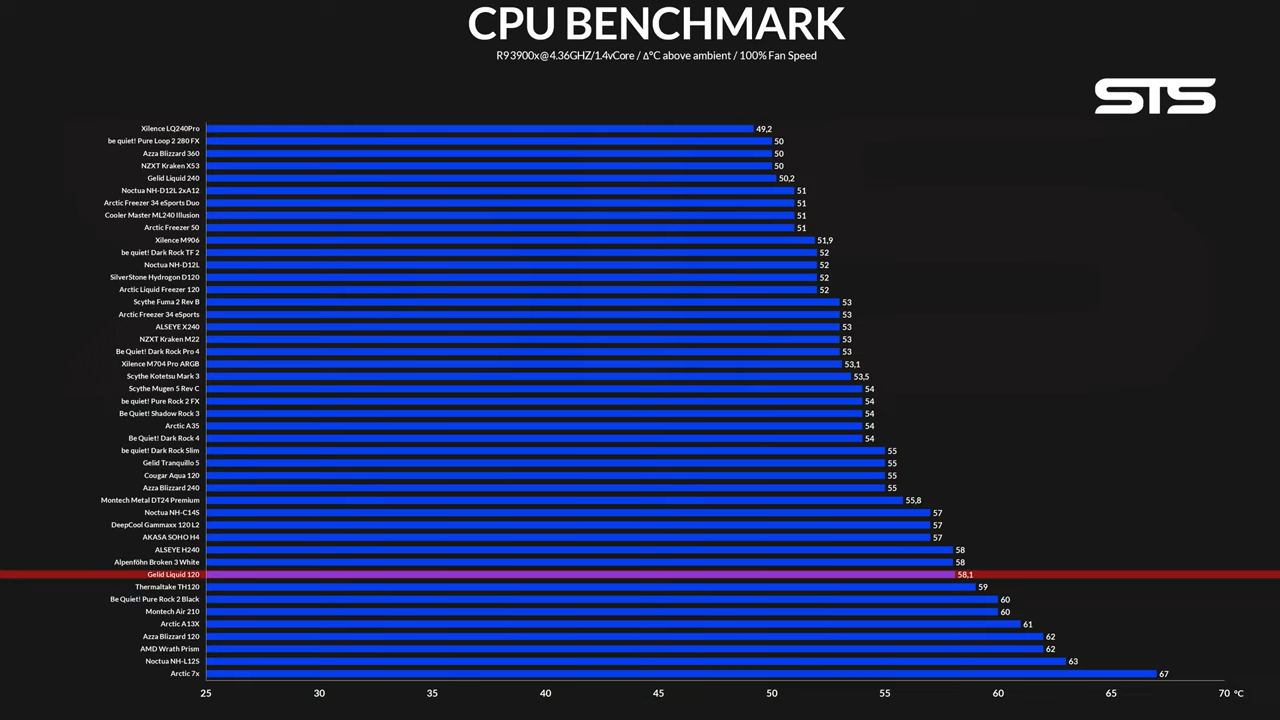 CPU BENCHMARK
R9 3900x@4.36GHZ/1.4vCore / Δ°C above ambient / 100% Fan Speed
STS
Xilence LQ240Pro 49,2
be quiet! Pure Loop 2 280 FX 50
Azza Blizzard 360 50
NZXT Kraken X53 50
Gelid Liquid 240 50,2
Noctua NH-D12L 2xA12 51
Arctic Freezer 34 eSports Duo 51
Cooler Master ML240 Illusion 51
Arctic Freezer 50 51
Xilence M906 51,9
be quiet! Dark Rock TF 2 52
Noctua NH-D12L 52
SilverStone Hydrogon D120 52
Arctic Liquid Freezer 120 52
Scythe Fuma 2 Rev B 53
Arctic Freezer 34 eSports 53
ALSEYE X240 53
NZXT Kraken M22 53
Be Quiet! Dark Rock Pro 4 53
Xilence M704 Pro ARGB 53,1
Scythe Kotetsu Mark 3 53,5
Scythe Mugen 5 Rev C 54
be quiet! Pure Rock 2 FX 54
Be Quiet! Shadow Rock 3 54
Arctic A35 54
Be Quiet! Dark Rock 4 54
be quiet! Dark Rock Slim 55
Gelid Tranquillo 5 55
Cougar Aqua 120 55
Azza Blizzard 240 55
Montech Metal DT24 Premium 55,8
Noctua NH-C14S 57
DeepCool Gammaxx 120 L2 57
AKASA SOHO H4 57
ALSEYE H240 58
Alpenföhn Broken 3 White 58
Gelid Liquid 120 58,1
Thermaltake TH120 59
Be Quiet! Pure Rock 2 Black 60
Montech Air 210 60
Arctic A13X 61
Azza Blizzard 120 62
AMD Wrath Prism 62
Noctua NH-L12S 63
Arctic 7x 67
25 30 35 40 45 50 55 60 65 70 °C